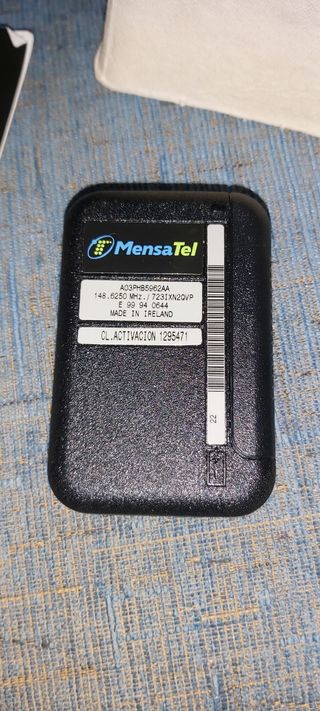 MensaTel
A03PHB5962AA
148.6250 MHz./723IXN2QVP
E 99 94 0644
MADE IN IRELAND
CL.ACTIVACION 1295471
22